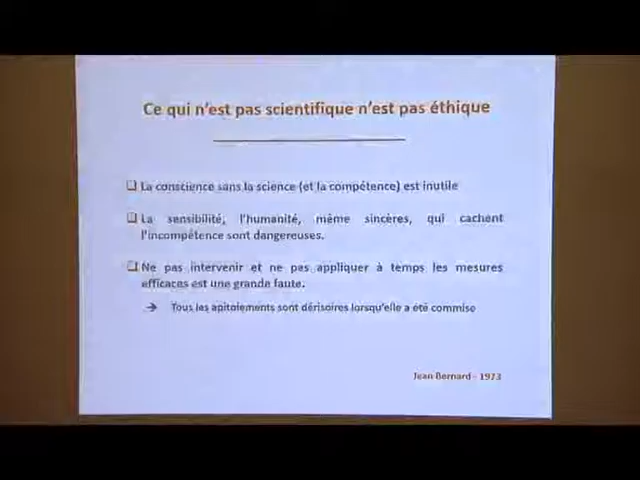 Ce qui n'est pas scientifique n'est pas éthique
La conscience sans la science (et la compétence) est inutile
La sensibilité, l'humanité, même sincères, qui cachent
l'incompétence sont dangereuses.
Ne pas intervenir et ne pas appliquer à temps les mesures
efficaces est une grande faute.
→ Tous les apitoiements sont dérisoires lorsqu'elle a été commise
Jean Bernard - 1973